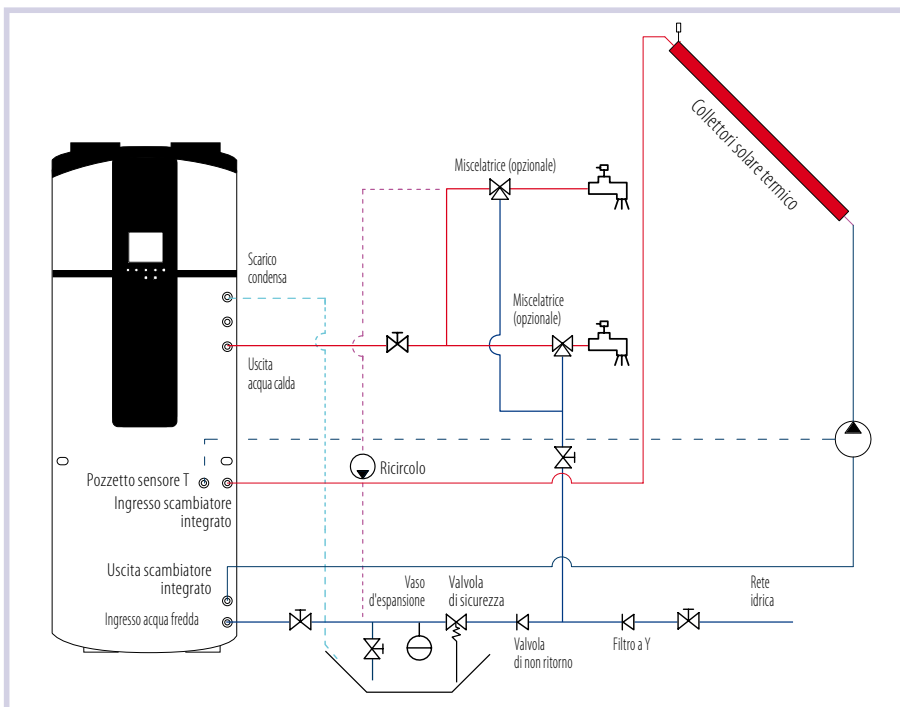 Collettori solare termico
Miscelatrice (opzionale)
Scarico
condensa
Miscelatrice
(opzionale)
Uscita
acqua calda
Ricircolo
Pozzetto sensore T
Ingresso scambiatore
integrato
Uscita scambiatore
integrato
Vaso
d'espansione
Valvola
di sicurezza
Rete
idrica
Ingresso acqua fredda
Valvola
di non ritorno
Filtro a Y